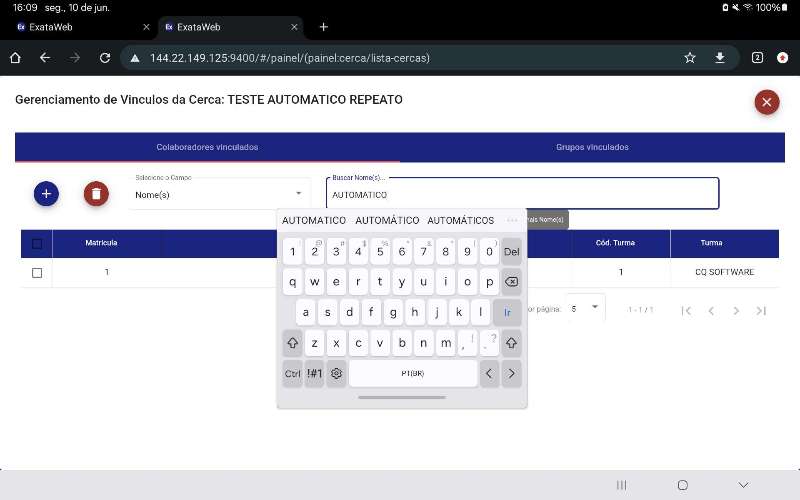 16:09 seg., 10 de jun.
100%
ExataWeb
ExataWeb
144.22.149.125:9400/#/painel/(painel:cerca/lista-cercas)
2
Gerenciamento de Vinculos da Cerca: TESTE AUTOMATICO REPEATO
Colaboradores vinculados
Grupos vinculados
Selecione o Campo
Nome(s)
Buscar Nome(s)...
AUTOMATICO
Nome(s)
AUTOMATICO AUTOMÁTICO AUTOMÁTICOS
Matrícula
Cód. Turma
Turma
1
1
CQ SOFTWARE
por página:
5
1 - 1 / 1
1 2 3 4 5 6 7 8 9 0 Del
q w e r t y u i o p
a s d f g h j k l Ir
z x c v b n m , ! . ?
Ctrl !#1 PT(BR)